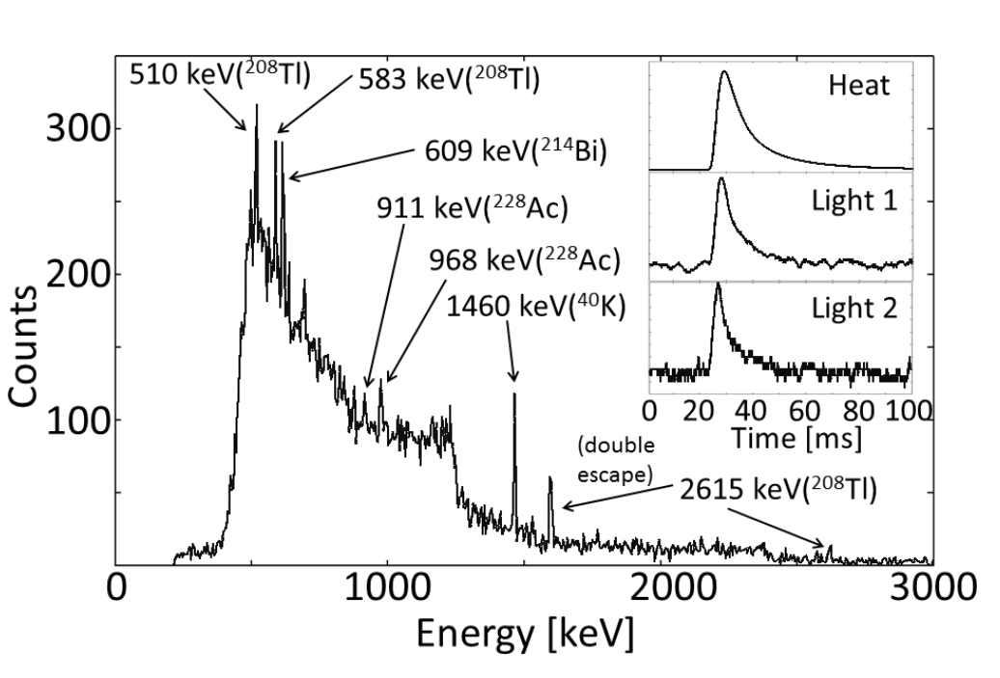 510 keV(²⁰⁸Tl)
583 keV(²⁰⁸Tl)
609 keV(²¹⁴Bi)
911 keV(²²⁸Ac)
968 keV(²²⁸Ac)
1460 keV(⁴⁰K)
(double
escape)
2615 keV(²⁰⁸Tl)
Heat
Light 1
Light 2
0 20 40 60 80 100
Time [ms]
300
200
100
Counts
0 1000 2000 3000
Energy [keV]